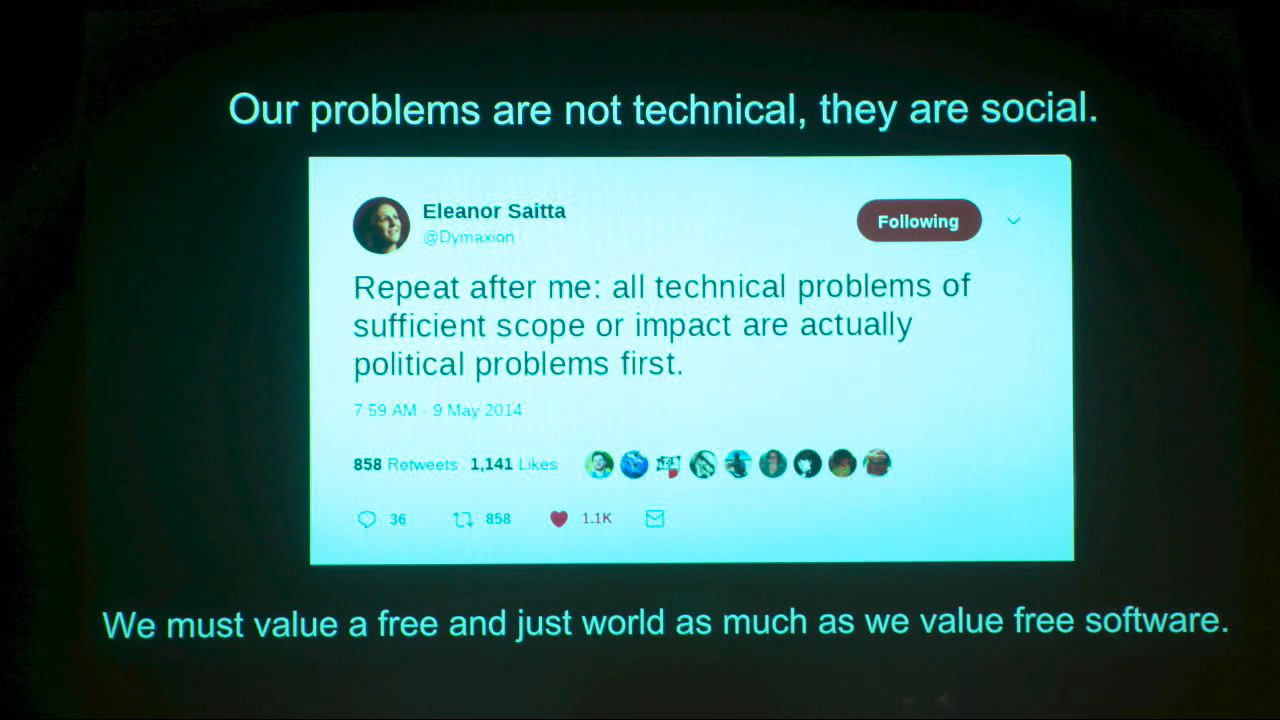 Our problems are not technical, they are social.
Eleanor Saitta
Following
@Dymaxion
Repeat after me: all technical problems of
sufficient scope or impact are actually
political problems first.
7:59 AM - 9 May 2014
858 Retweets 1,141 Likes
36 858 1.1K
We must value a free and just world as much as we value free software.